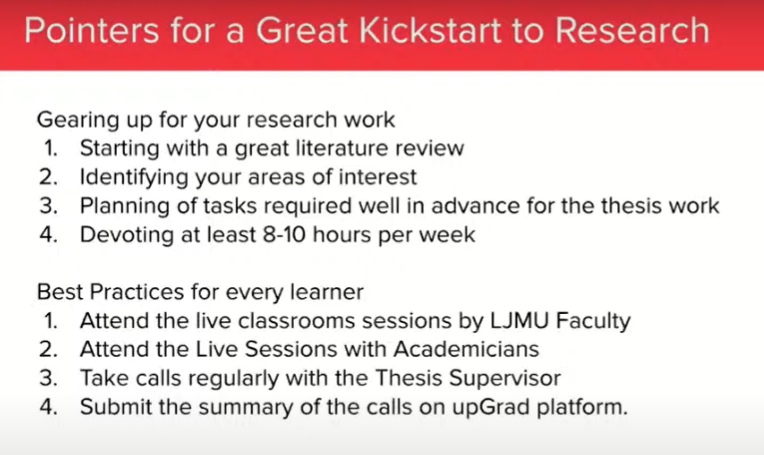 Pointers for a Great Kickstart to Research
Gearing up for your research work
1. Starting with a great literature review
2. Identifying your areas of interest
3. Planning of tasks required well in advance for the thesis work
4. Devoting at least 8-10 hours per week
Best Practices for every learner
1. Attend the live classrooms sessions by LJMU Faculty
2. Attend the Live Sessions with Academicians
3. Take calls regularly with the Thesis Supervisor
4. Submit the summary of the calls on upGrad platform.